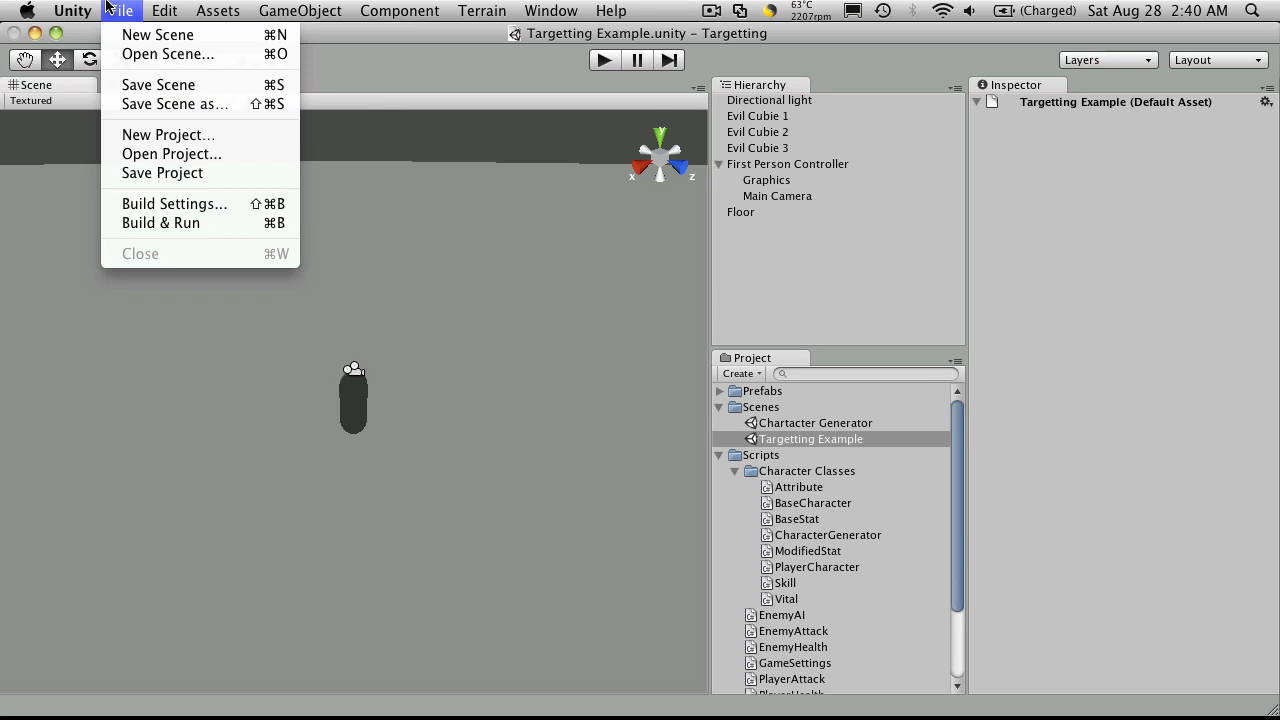 Unity File Edit Assets GameObject Component Terrain Window Help 63°C 2207rpm (Charged) Sat Aug 28 2:40 AM
Targetting Example.unity – Targetting
New Scene ⌘N
Open Scene... ⌘O
Save Scene ⌘S
Save Scene as... ⇧⌘S
New Project...
Open Project...
Save Project
Build Settings... ⇧⌘B
Build & Run ⌘B
Close ⌘W
Layers Layout
Scene
Textured
y
x z
Hierarchy
Directional light
Evil Cubie 1
Evil Cubie 2
Evil Cubie 3
First Person Controller
Graphics
Main Camera
Floor
Project
Create
Prefabs
Scenes
Chartacter Generator
Targetting Example
Scripts
Character Classes
Attribute
BaseCharacter
BaseStat
CharacterGenerator
ModifiedStat
PlayerCharacter
Skill
Vital
EnemyAI
EnemyAttack
EnemyHealth
GameSettings
PlayerAttack
PlayerHealth
Inspector
Targetting Example (Default Asset)